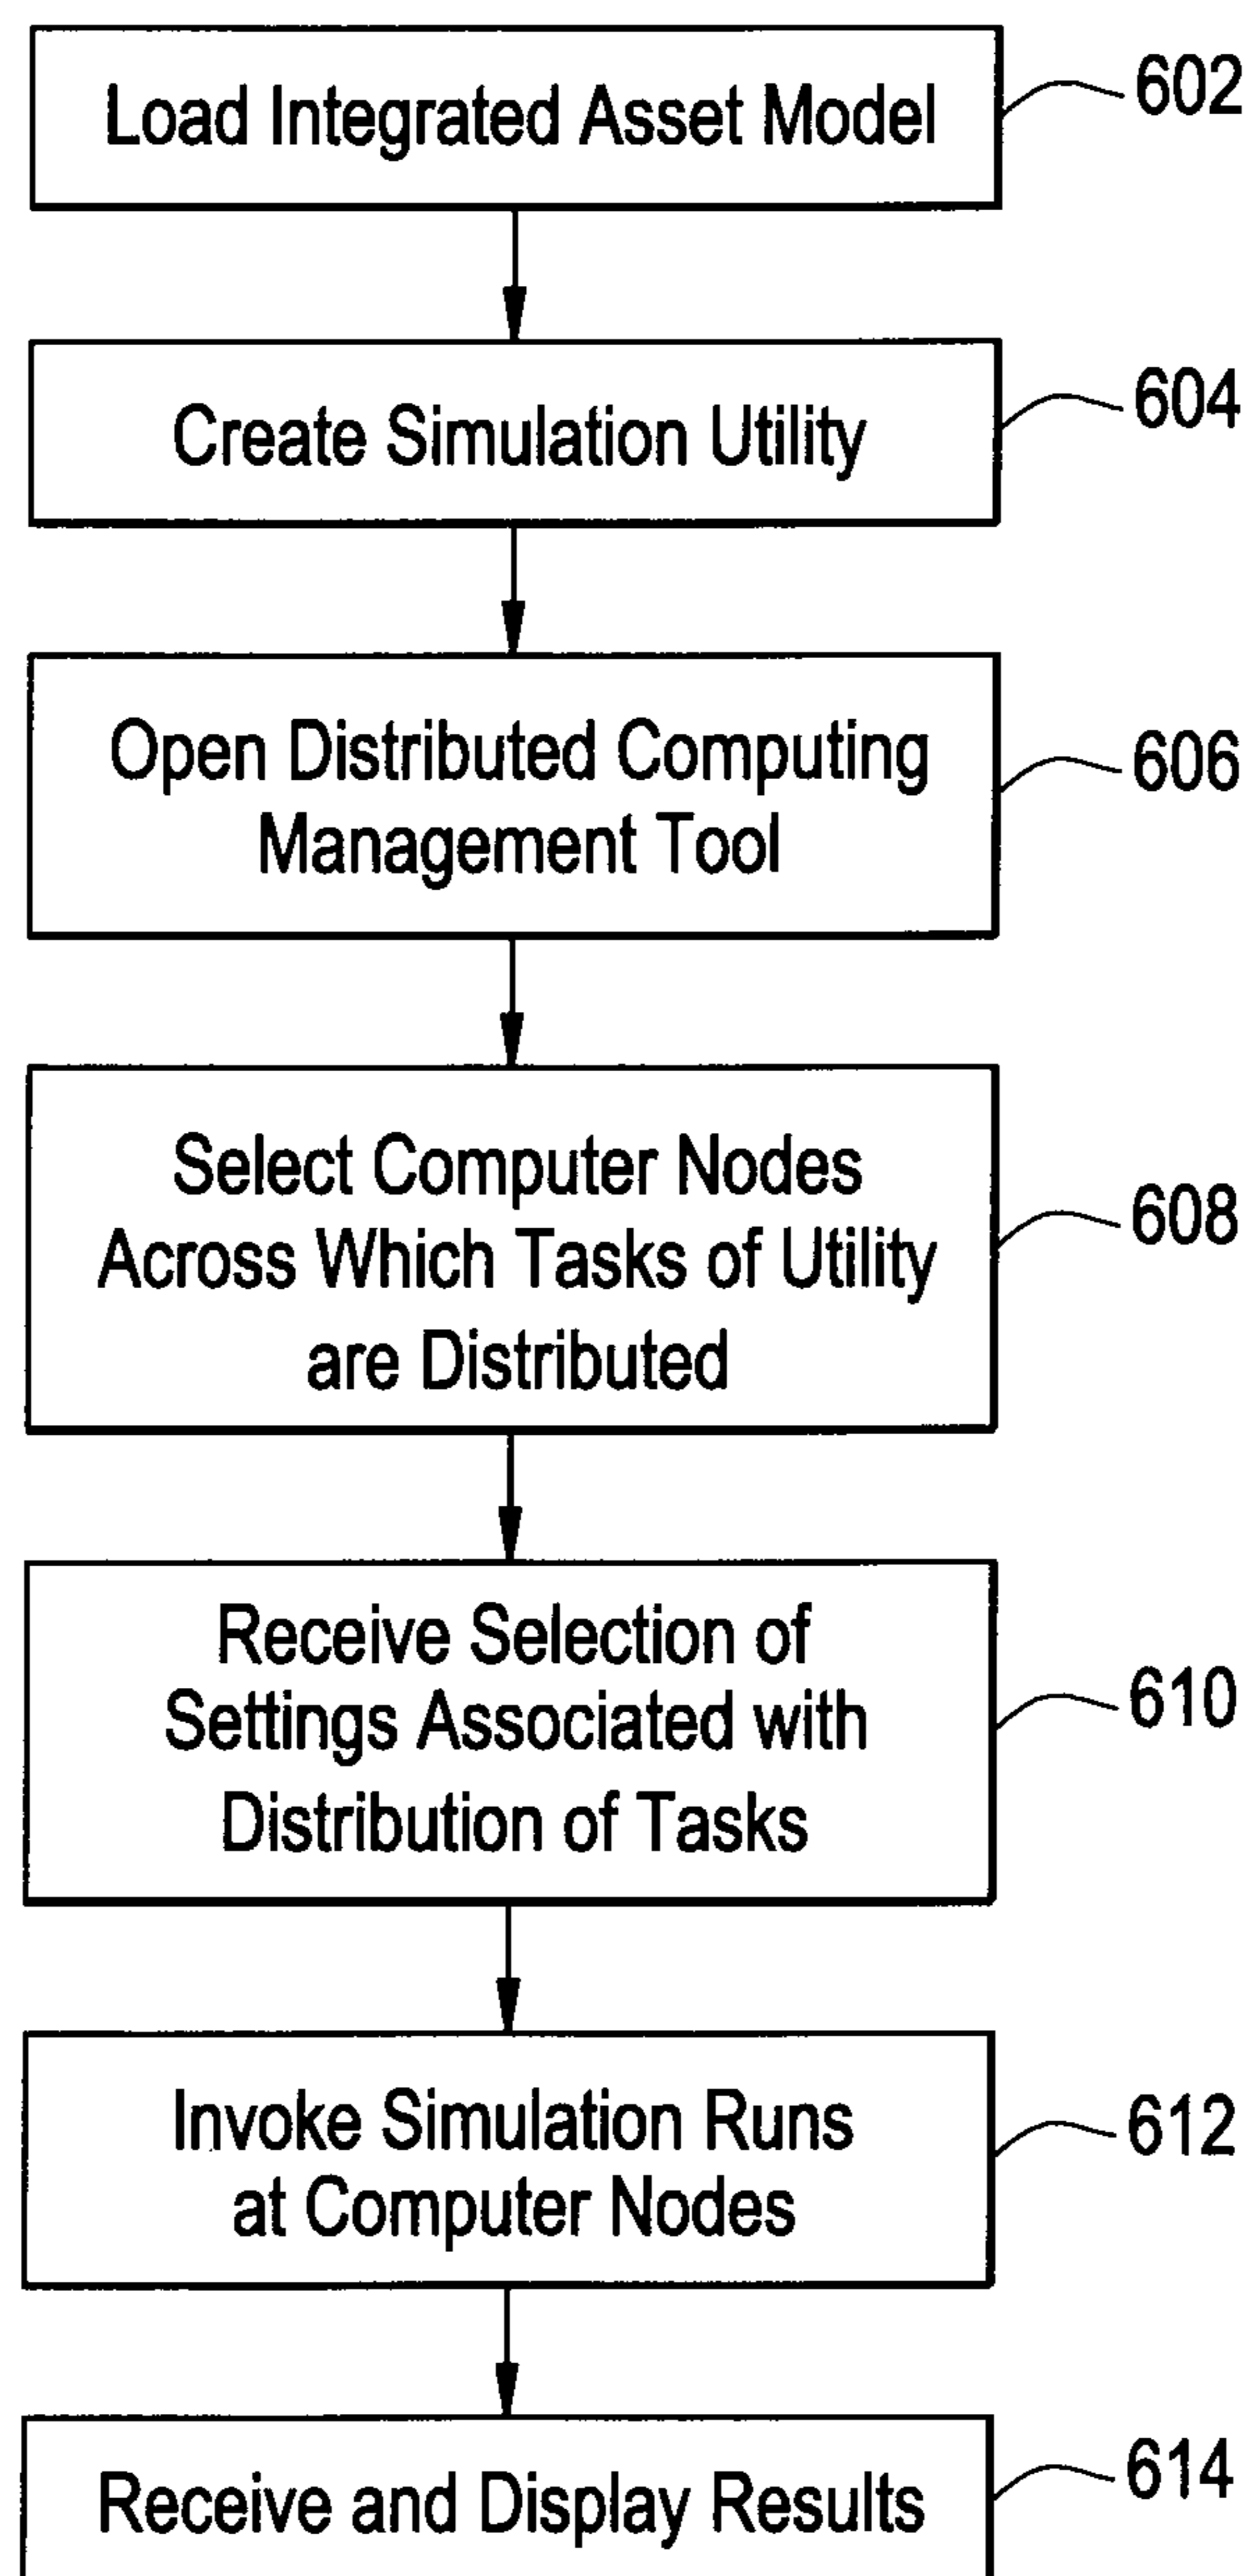 Load Integrated Asset Model
602
Create Simulation Utility
604
Open Distributed Computing
Management Tool
606
Select Computer Nodes
Across Which Tasks of Utility
are Distributed
608
Receive Selection of
Settings Associated with
Distribution of Tasks
610
Invoke Simulation Runs
at Computer Nodes
612
Receive and Display Results
614